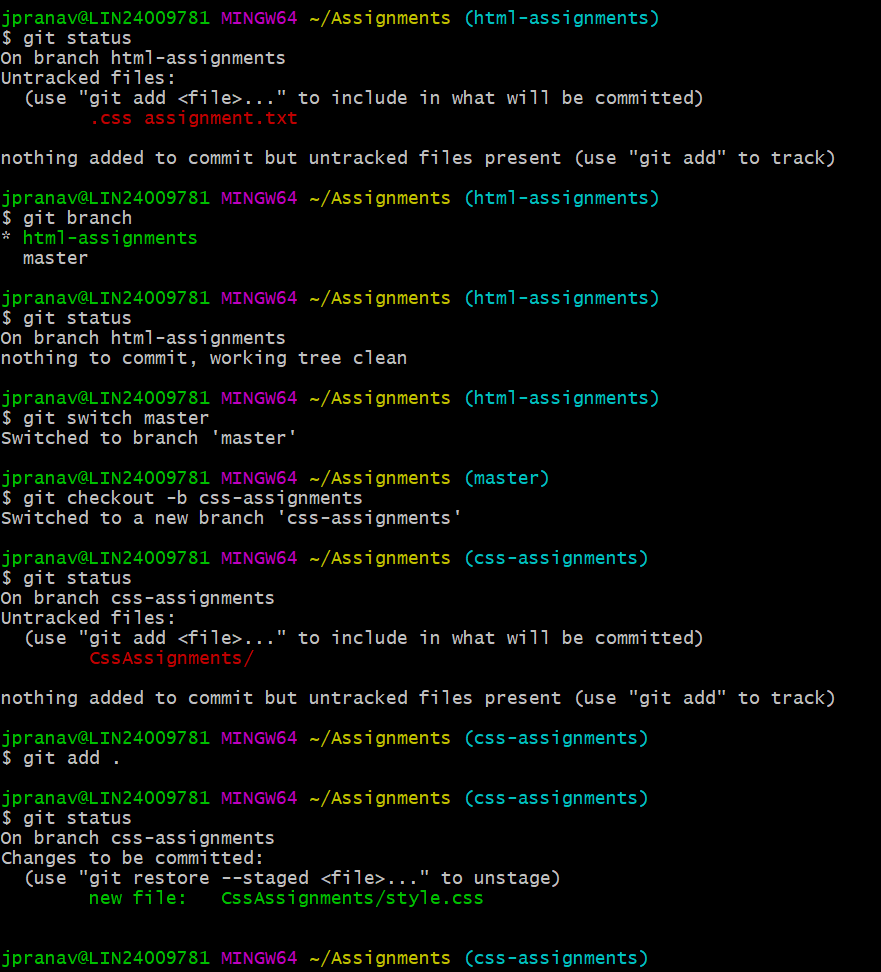 jpranav@LIN24009781 MINGW64 ~/Assignments (html-assignments)
$ git status
On branch html-assignments
Untracked files:
  (use "git add <file>..." to include in what will be committed)
        .css assignment.txt

nothing added to commit but untracked files present (use "git add" to track)

jpranav@LIN24009781 MINGW64 ~/Assignments (html-assignments)
$ git branch
* html-assignments
  master

jpranav@LIN24009781 MINGW64 ~/Assignments (html-assignments)
$ git status
On branch html-assignments
nothing to commit, working tree clean

jpranav@LIN24009781 MINGW64 ~/Assignments (html-assignments)
$ git switch master
Switched to branch 'master'

jpranav@LIN24009781 MINGW64 ~/Assignments (master)
$ git checkout -b css-assignments
Switched to a new branch 'css-assignments'

jpranav@LIN24009781 MINGW64 ~/Assignments (css-assignments)
$ git status
On branch css-assignments
Untracked files:
  (use "git add <file>..." to include in what will be committed)
        CssAssignments/

nothing added to commit but untracked files present (use "git add" to track)

jpranav@LIN24009781 MINGW64 ~/Assignments (css-assignments)
$ git add .

jpranav@LIN24009781 MINGW64 ~/Assignments (css-assignments)
$ git status
On branch css-assignments
Changes to be committed:
  (use "git restore --staged <file>..." to unstage)
        new file:   CssAssignments/style.css


jpranav@LIN24009781 MINGW64 ~/Assignments (css-assignments)